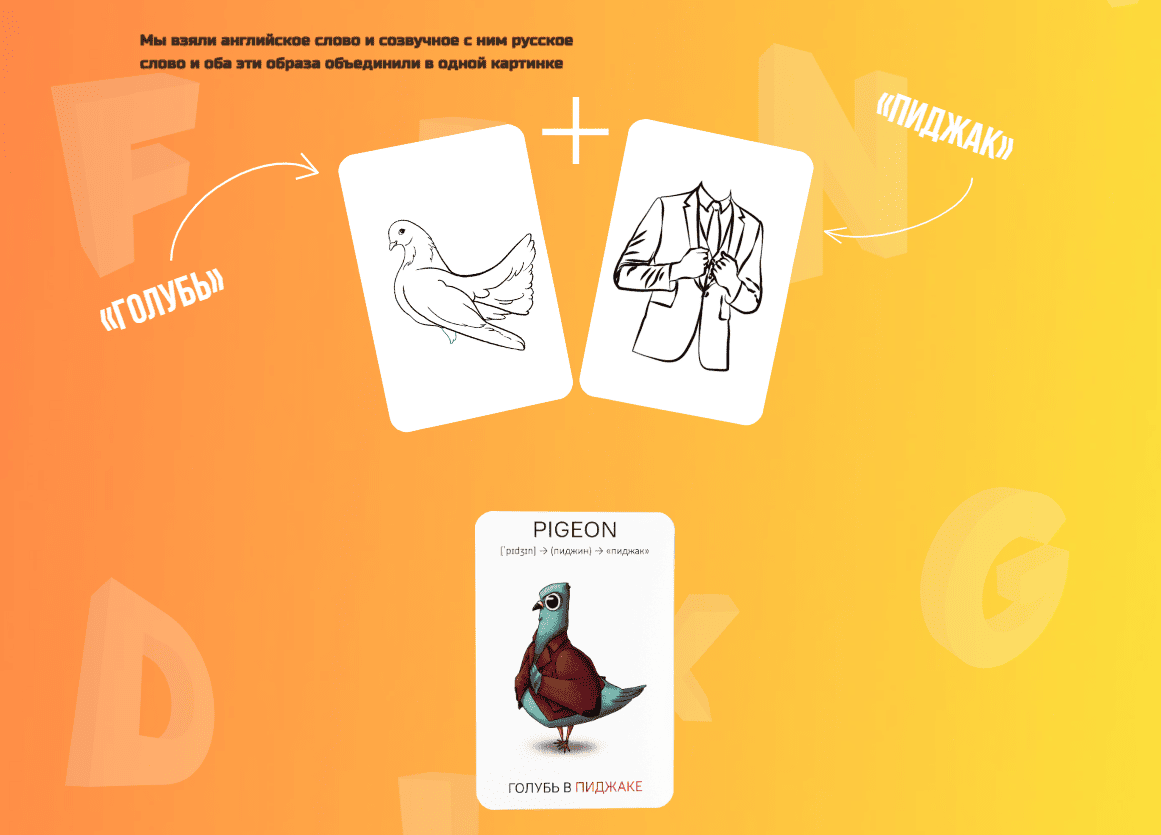 Мы взяли английское слово и созвучное с ним русское
слово и оба эти образа объединили в одной картинке
«ПИДЖАК»
«ГОЛУБЬ»
F
N
PIGEON
[ˈpɪdʒɪn] → (пиджин) → «пиджак»
G
D
K
ГОЛУБЬ В ПИДЖАКЕ